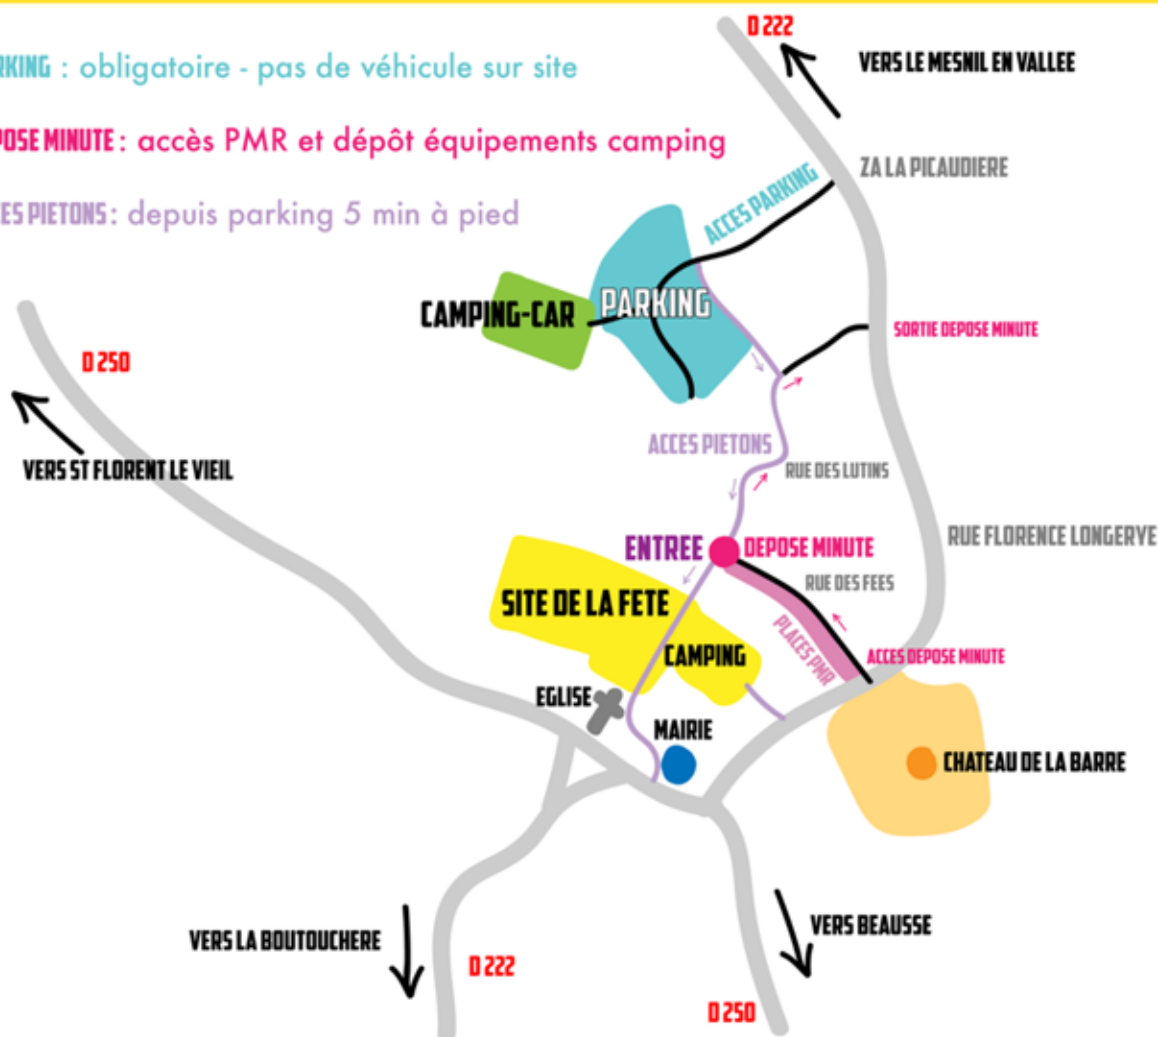 D 222
VERS LE MESNIL EN VALLEE
RKING : obligatoire - pas de véhicule sur site
POSE MINUTE : accès PMR et dépôt équipements camping
ES PIETONS : depuis parking 5 min à pied
ZA LA PICAUDIERE
ACCES PARKING
CAMPING-CAR
PARKING
SORTIE DEPOSE MINUTE
D 250
VERS ST FLORENT LE VIEIL
ACCES PIETONS
RUE DES LUTINS
RUE FLORENCE LONGERYE
ENTREE
DEPOSE MINUTE
RUE DES FEES
SITE DE LA FETE
PLACES PMR
CAMPING
ACCES DEPOSE MINUTE
EGLISE
MAIRIE
CHATEAU DE LA BARRE
VERS LA BOUTOUCHERE
VERS BEAUSSE
D 222
D 250